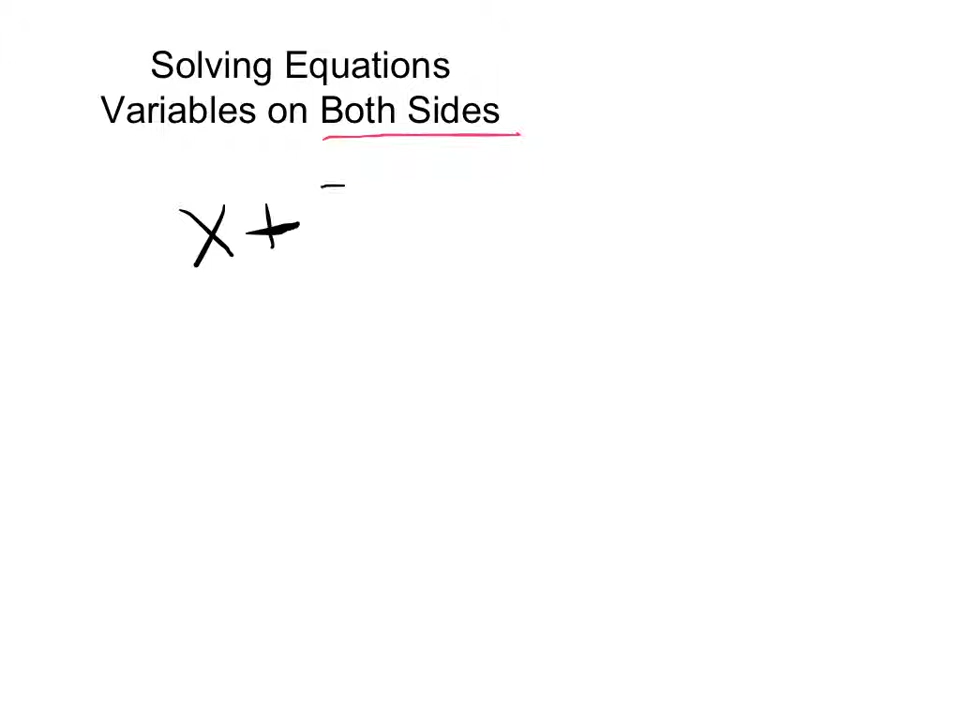 Solving Equations
Variables on Both Sides
x +